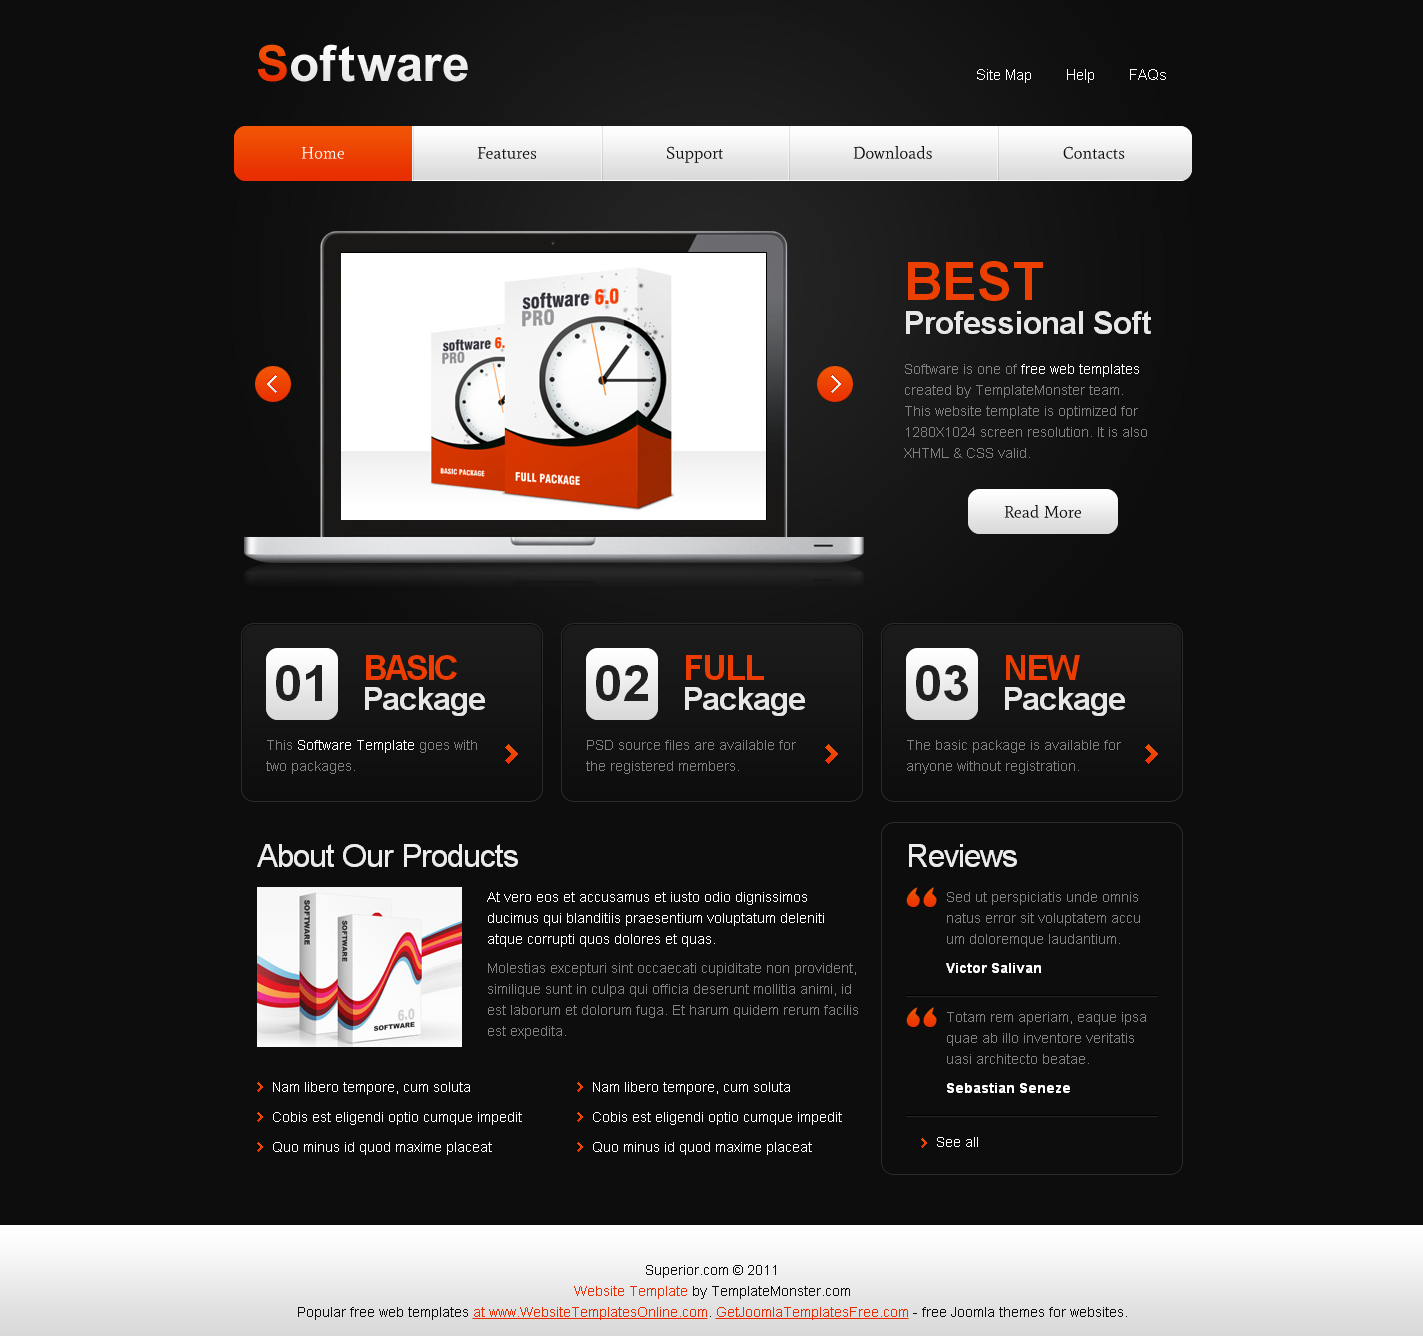 Software
Site Map Help FAQs
Home Features Support Downloads Contacts
software 6.0
PRO
software 6.
PRO
BASIC PACKAGE
FULL PACKAGE
BEST
Professional Soft
Software is one of free web templates
created by TemplateMonster team.
This website template is optimized for
1280X1024 screen resolution. It is also
XHTML & CSS valid.
Read More
01 BASIC
Package
This Software Template goes with
two packages.
02 FULL
Package
PSD source files are available for
the registered members.
03 NEW
Package
The basic package is available for
anyone without registration.
About Our Products
SOFTWARE
SOFTWARE
6.0
SOFTWARE
At vero eos et accusamus et iusto odio dignissimos
ducimus qui blanditiis praesentium voluptatum deleniti
atque corrupti quos dolores et quas.
Molestias excepturi sint occaecati cupiditate non provident,
similique sunt in culpa qui officia deserunt mollitia animi, id
est laborum et dolorum fuga. Et harum quidem rerum facilis
est expedita.
Nam libero tempore, cum soluta
Cobis est eligendi optio cumque impedit
Quo minus id quod maxime placeat
Nam libero tempore, cum soluta
Cobis est eligendi optio cumque impedit
Quo minus id quod maxime placeat
Reviews
Sed ut perspiciatis unde omnis
natus error sit voluptatem accu
um doloremque laudantium.
Victor Salivan
Totam rem aperiam, eaque ipsa
quae ab illo inventore veritatis
uasi architecto beatae.
Sebastian Seneze
See all
Superior.com © 2011
Website Template by TemplateMonster.com
Popular free web templates at www.WebsiteTemplatesOnline.com. GetJoomlaTemplatesFree.com - free Joomla themes for websites.